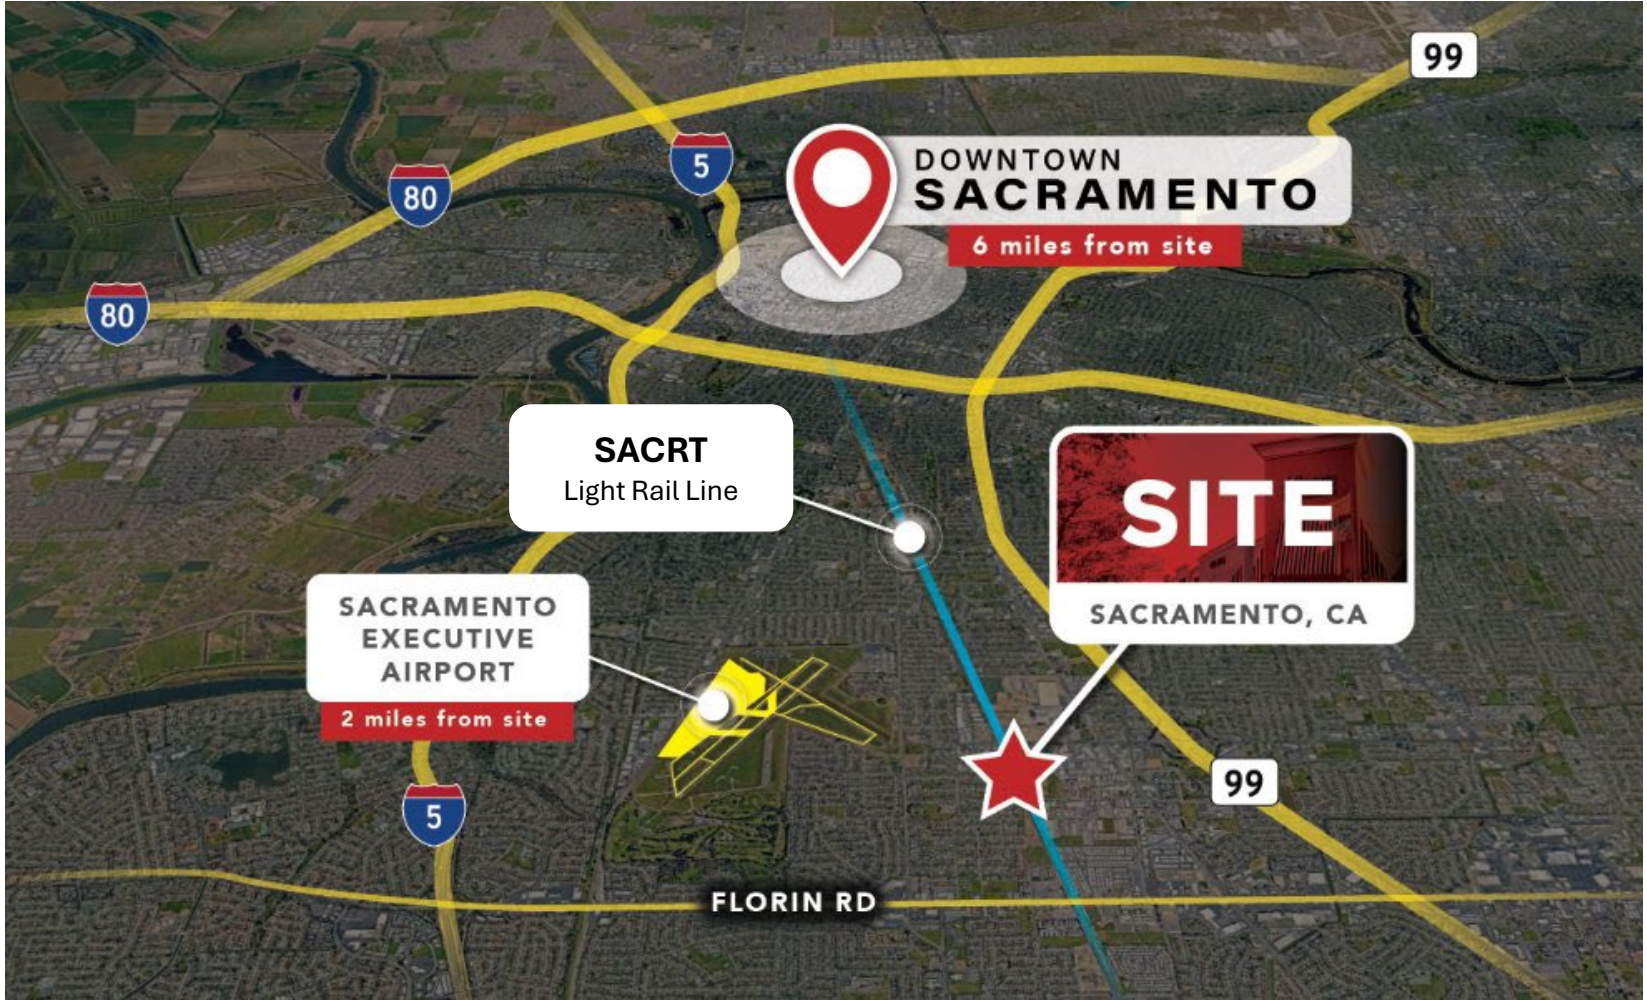 99
5
80
DOWNTOWN
SACRAMENTO
6 miles from site
80
SACRT
Light Rail Line
SITE
SACRAMENTO, CA
SACRAMENTO
EXECUTIVE
AIRPORT
2 miles from site
99
5
FLORIN RD